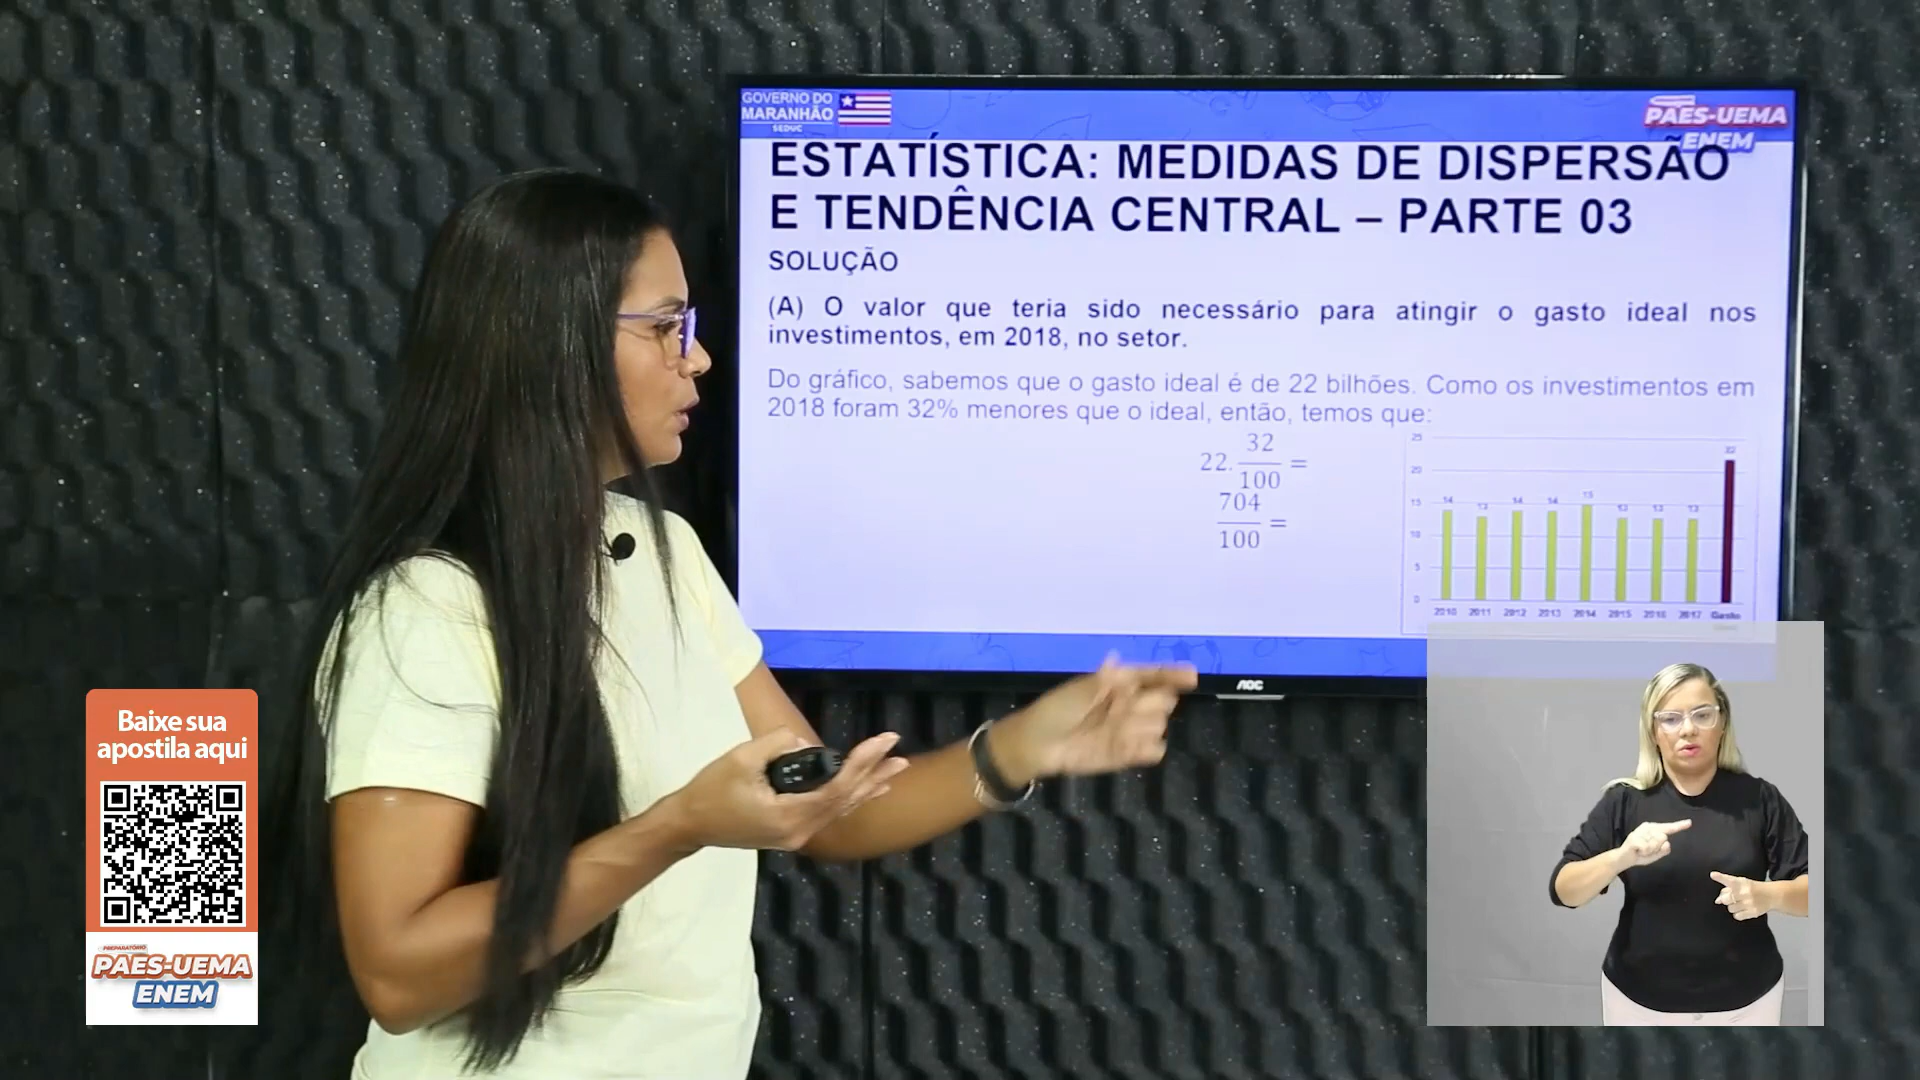 GOVERNO DO
MARANHÃO
SEDUC
PAES-UEMA
ENEM
ESTATÍSTICA: MEDIDAS DE DISPERSÃO
E TENDÊNCIA CENTRAL – PARTE 03
SOLUÇÃO
(A) O valor que teria sido necessário para atingir o gasto ideal nos
investimentos, em 2018, no setor.
Do gráfico, sabemos que o gasto ideal é de 22 bilhões. Como os investimentos em
2018 foram 32% menores que o ideal, então, temos que:
22. 32/100 =
704/100 =
25
20
15
10
5
0
14 13 14 14 15 13 13 13 22
2010 2011 2012 2013 2014 2015 2016 2017 Gasto
AOC
Baixe sua
apostila aqui
PREPARATÓRIO
PAES-UEMA
ENEM